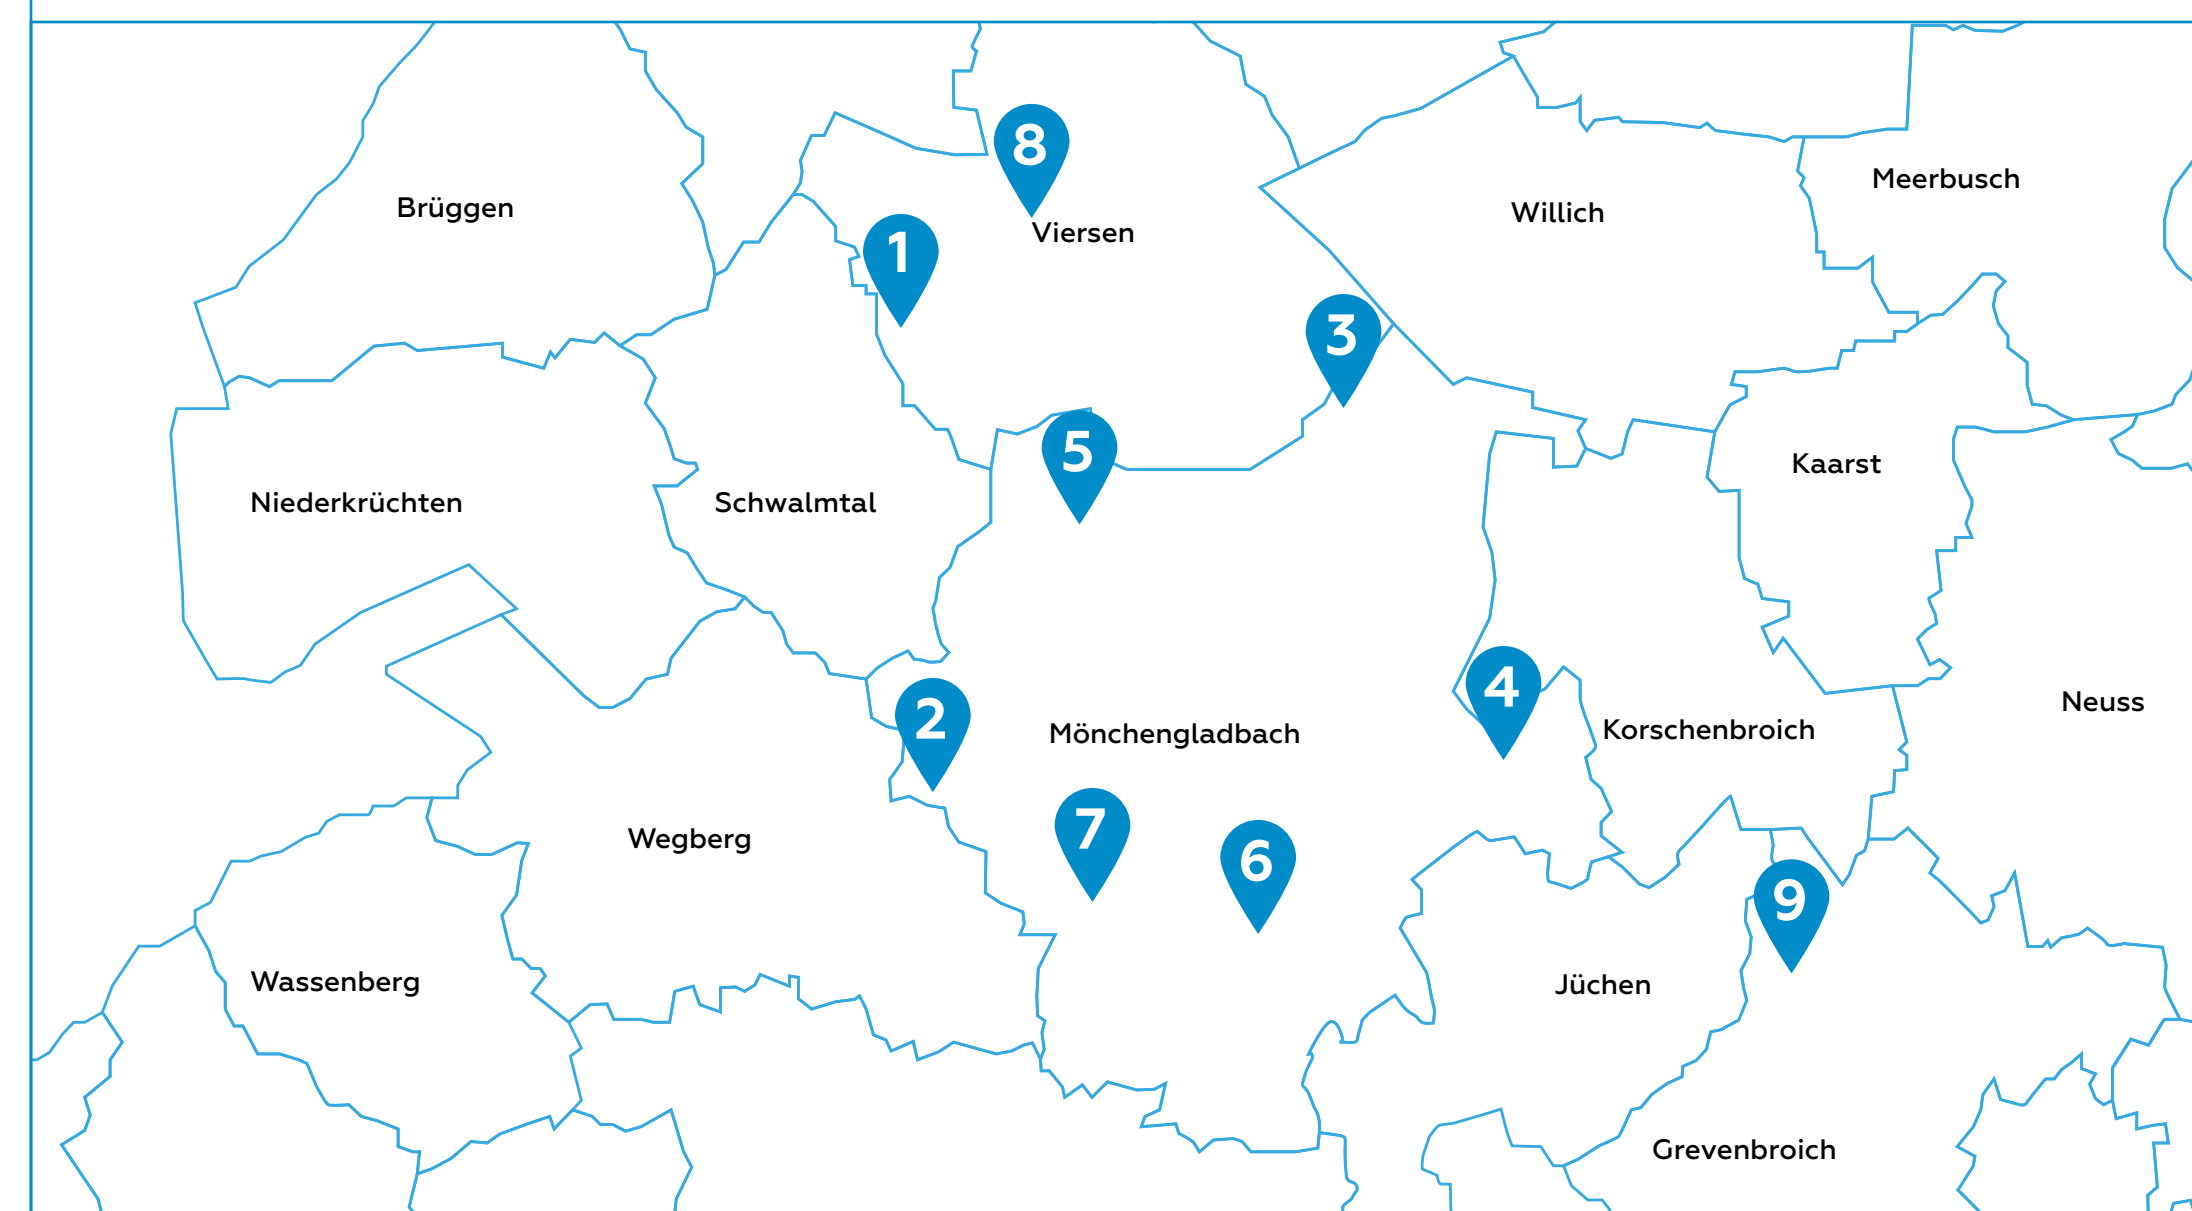 8
Meerbusch
Brüggen
Willich
Viersen
1
3
5
Kaarst
Niederkrüchten
Schwalmtal
4
Neuss
2
Korschenbroich
Mönchengladbach
7
Wegberg
6
9
Wassenberg
Jüchen
Grevenbroich